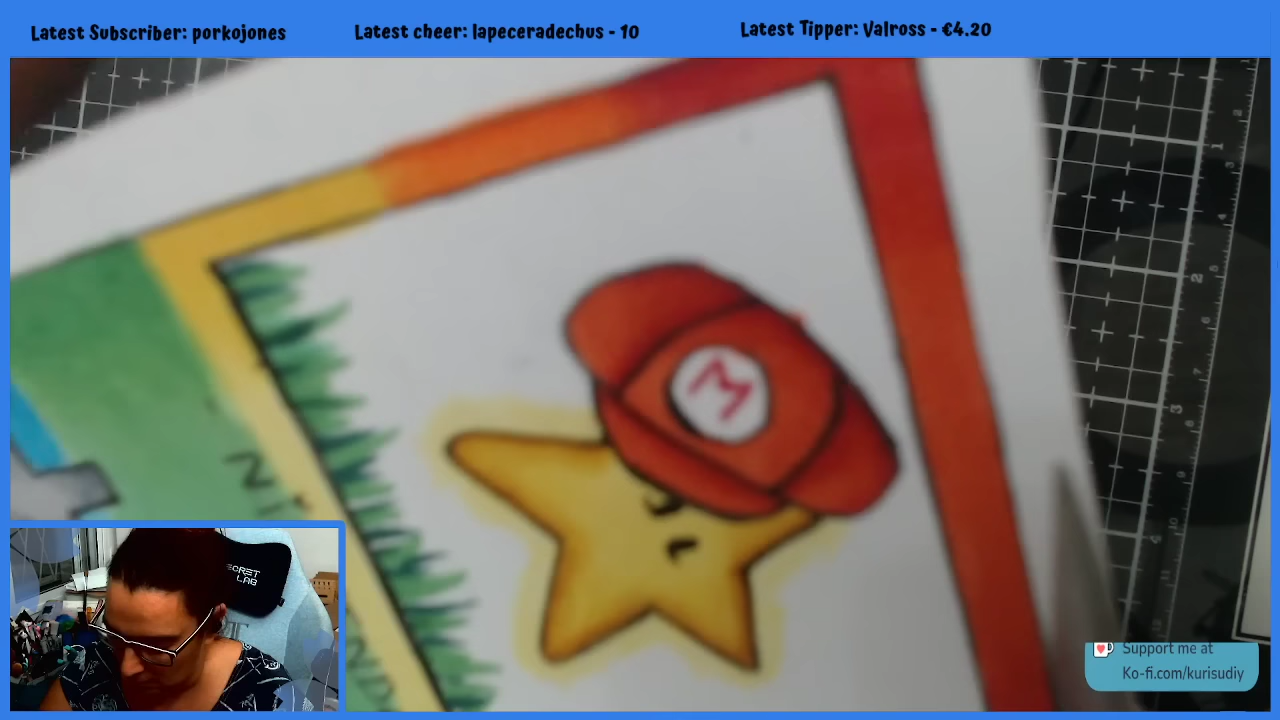 Latest Subscriber: porkojones
Latest cheer: lapeceradechus - 10
Latest Tipper: Valross - €4.20
M
SECRET
LAB
Support me at
Ko-fi.com/kurisudiy